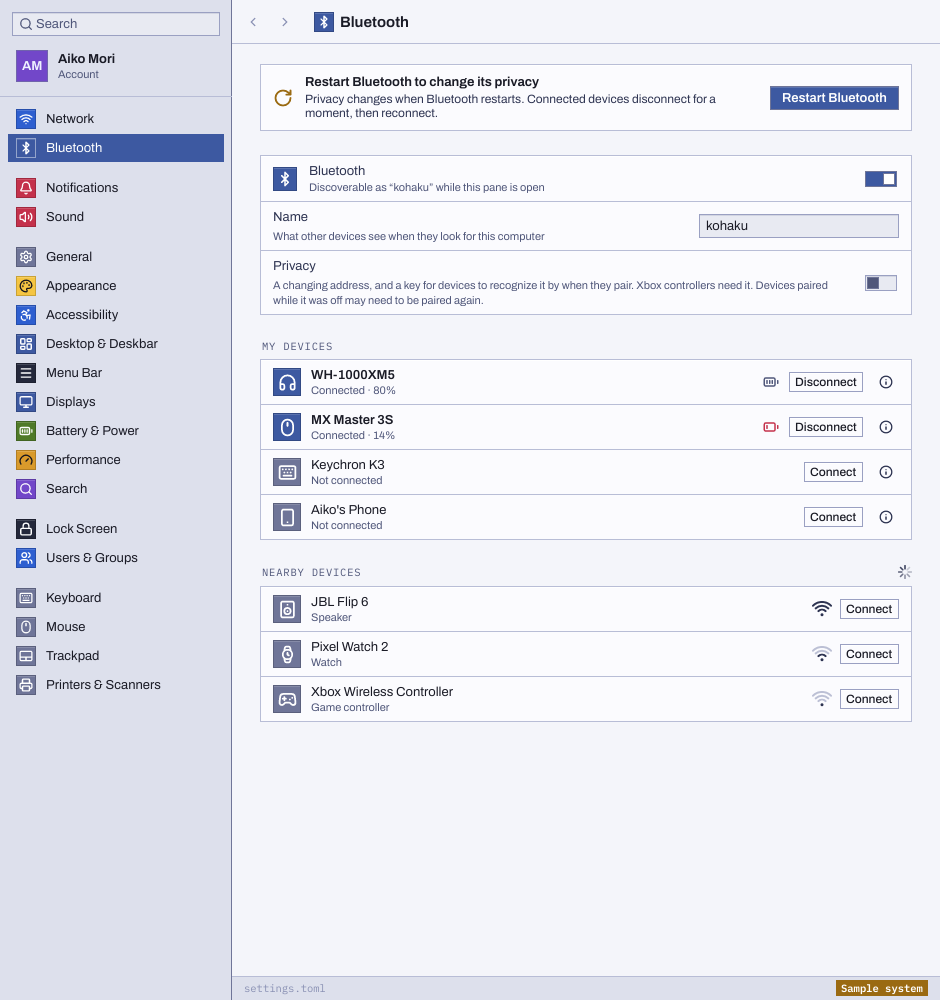 Search
AM
Aiko Mori
Account
Network
Bluetooth
Notifications
Sound
General
Appearance
Accessibility
Desktop & Deskbar
Menu Bar
Displays
Battery & Power
Performance
Search
Lock Screen
Users & Groups
Keyboard
Mouse
Trackpad
Printers & Scanners
Bluetooth
Restart Bluetooth to change its privacy
Privacy changes when Bluetooth restarts. Connected devices disconnect for a
moment, then reconnect.
Restart Bluetooth
Bluetooth
Discoverable as “kohaku” while this pane is open
Name
What other devices see when they look for this computer
kohaku
Privacy
A changing address, and a key for devices to recognize it by when they pair. Xbox controllers need it. Devices paired
while it was off may need to be paired again.
MY DEVICES
WH-1000XM5
Connected · 80%
Disconnect
MX Master 3S
Connected · 14%
Disconnect
Keychron K3
Not connected
Connect
Aiko's Phone
Not connected
Connect
NEARBY DEVICES
JBL Flip 6
Speaker
Connect
Pixel Watch 2
Watch
Connect
Xbox Wireless Controller
Game controller
Connect
settings.toml
Sample system